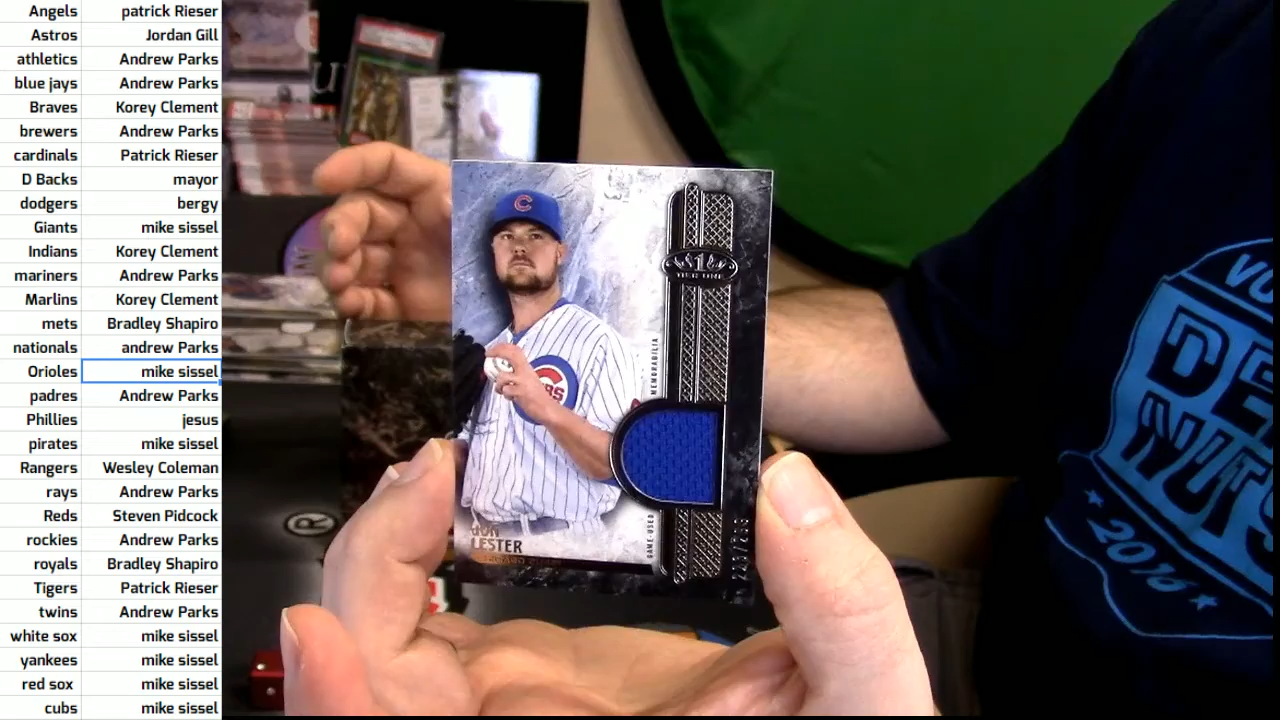 Angels patrick Rieser
Astros Jordan Gill
athletics Andrew Parks
blue jays Andrew Parks
Braves Korey Clement
brewers Andrew Parks
cardinals Patrick Rieser
D Backs mayor
dodgers bergy
Giants mike sissel
Indians Korey Clement
mariners Andrew Parks
Marlins Korey Clement
mets Bradley Shapiro
nationals andrew Parks
Orioles mike sissel
padres Andrew Parks
Phillies jesus
pirates mike sissel
Rangers Wesley Coleman
rays Andrew Parks
Reds Steven Pidcock
rockies Andrew Parks
royals Bradley Shapiro
Tigers Patrick Rieser
twins Andrew Parks
white sox mike sissel
yankees mike sissel
red sox mike sissel
cubs mike sissel
C
1
TIER ONE
GAME-USED MEMORABILIA
JON
LESTER
®
2016